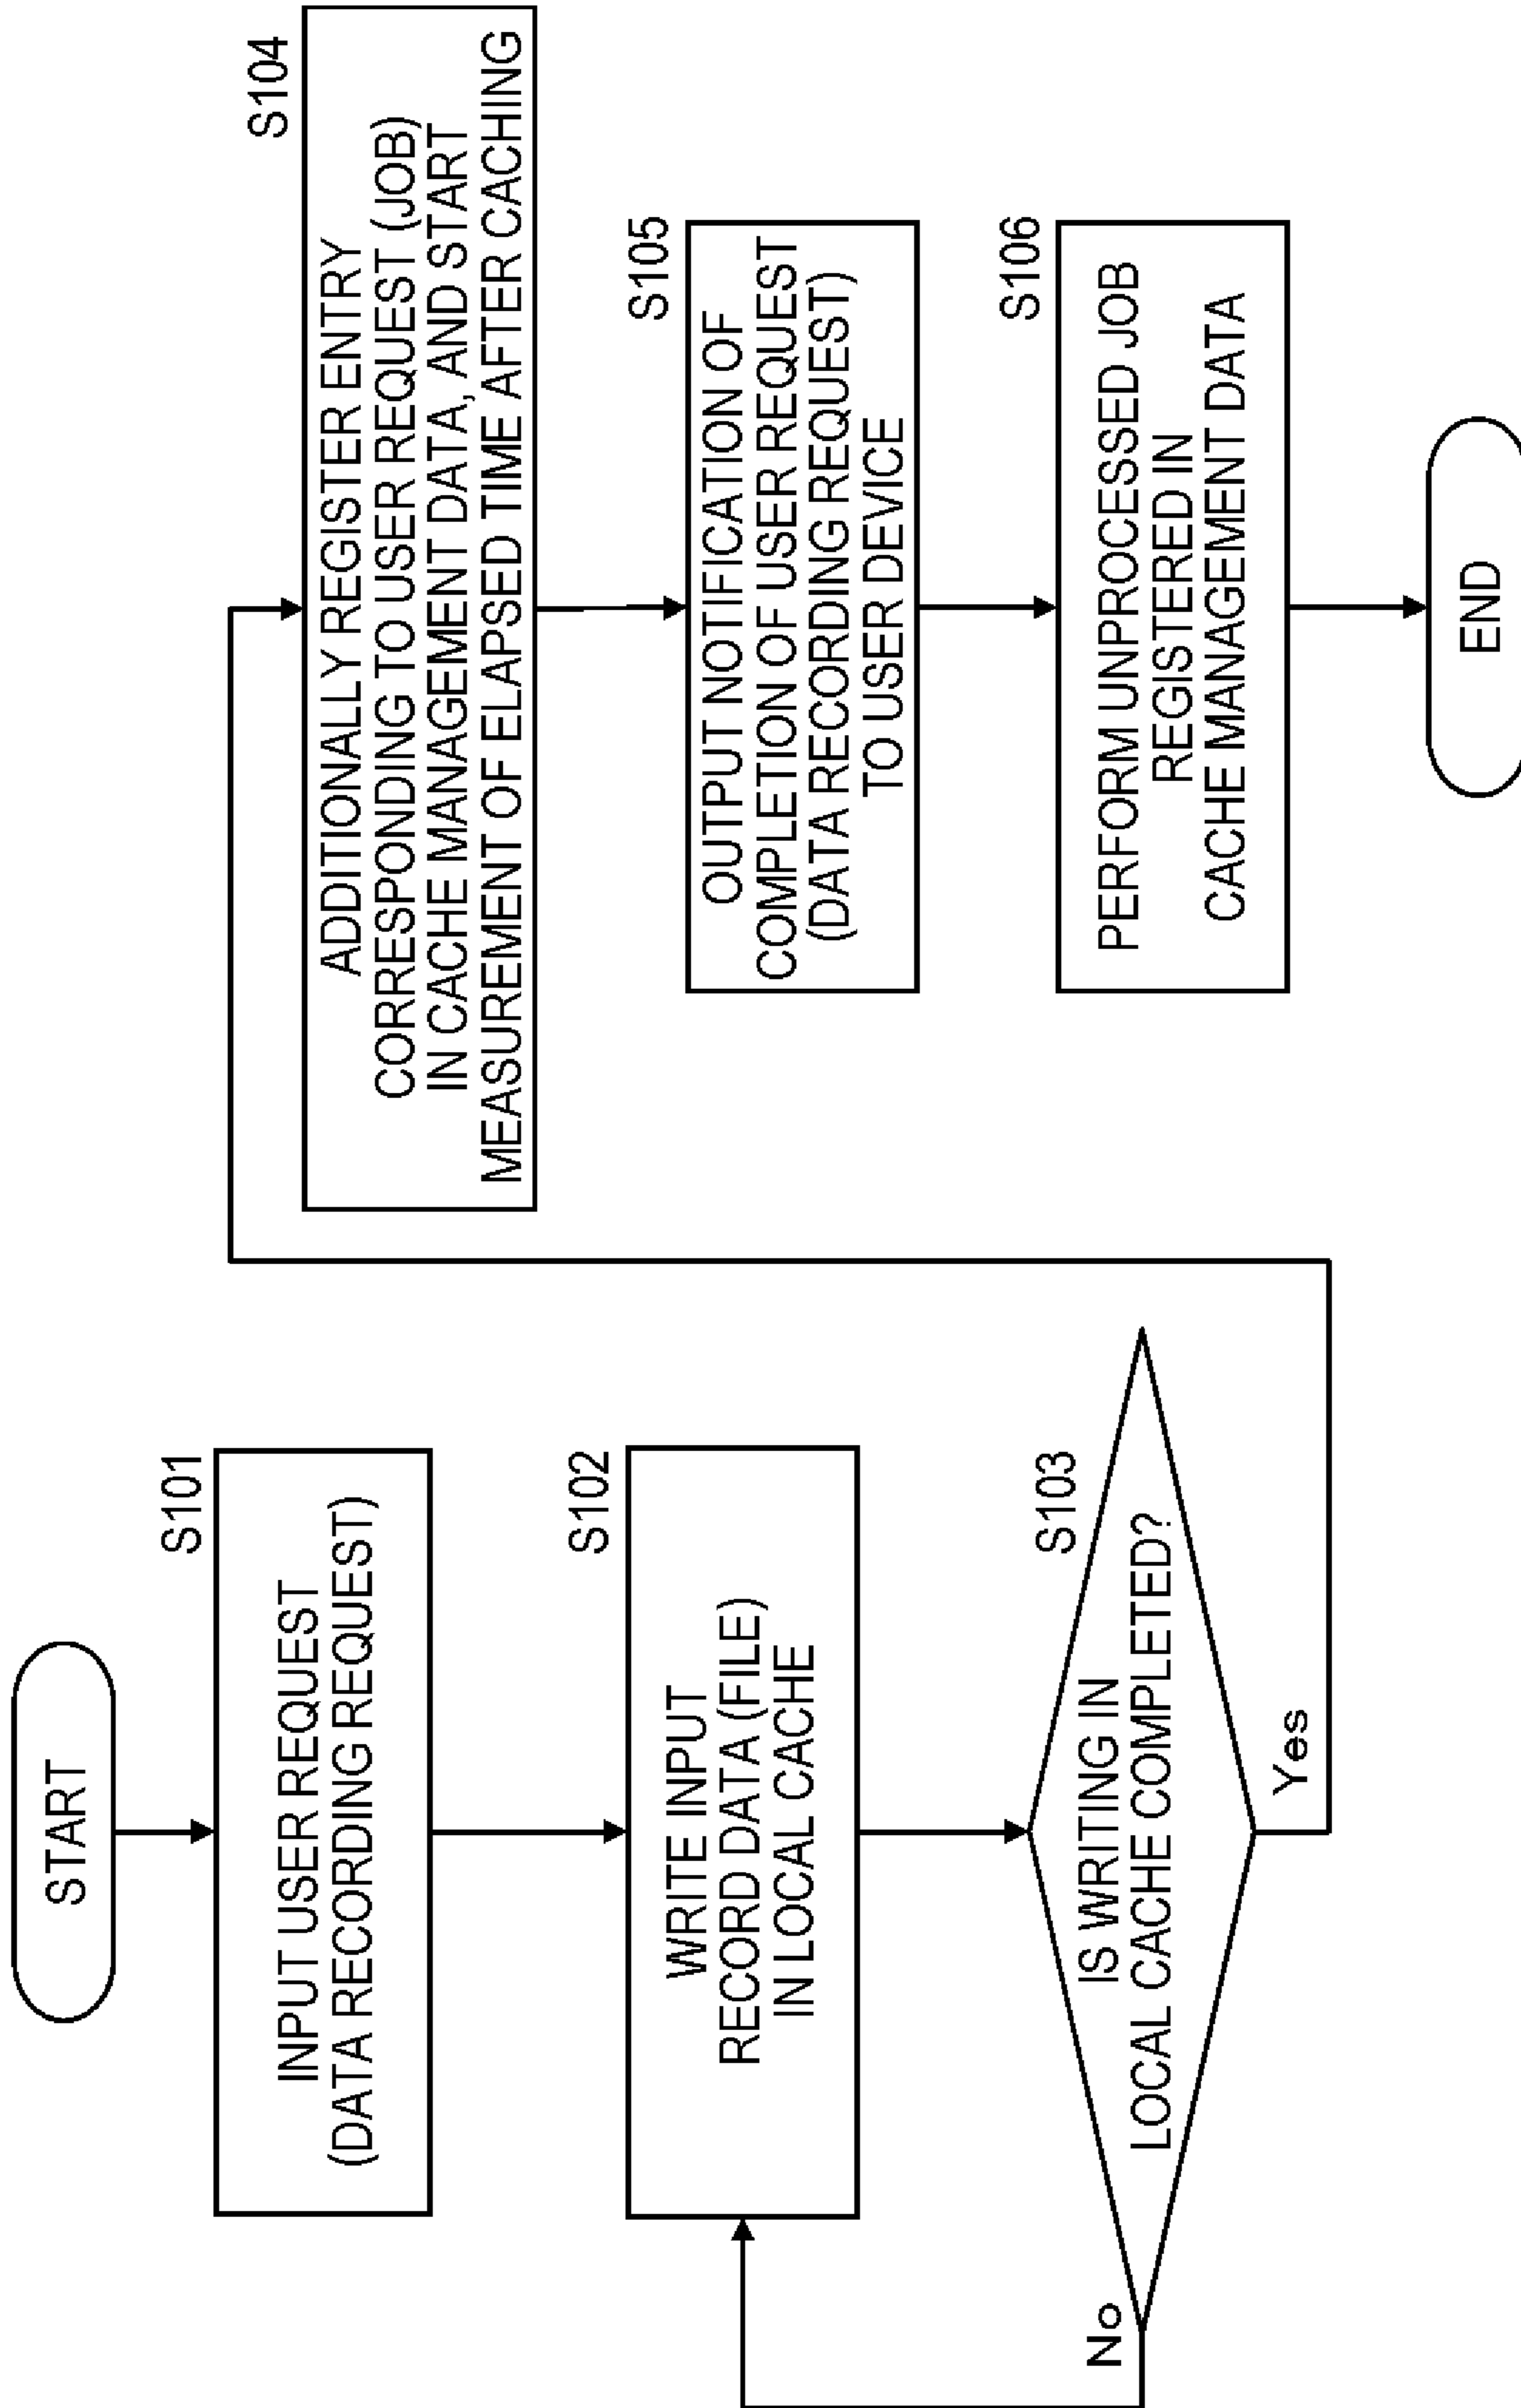 START
S101
INPUT USER REQUEST
(DATA RECORDING REQUEST)
S102
WRITE INPUT
RECORD DATA (FILE)
IN LOCAL CACHE
S103
IS WRITING IN
LOCAL CACHE COMPLETED?
No
Yes
S104
ADDITIONALLY REGISTER ENTRY
CORRESPONDING TO USER REQUEST (JOB)
IN CACHE MANAGEMENT DATA, AND START
MEASUREMENT OF ELAPSED TIME AFTER CACHING
S105
OUTPUT NOTIFICATION OF
COMPLETION OF USER REQUEST
(DATA RECORDING REQUEST)
TO USER DEVICE
S106
PERFORM UNPROCESSED JOB
REGISTERED IN
CACHE MANAGEMENT DATA
END